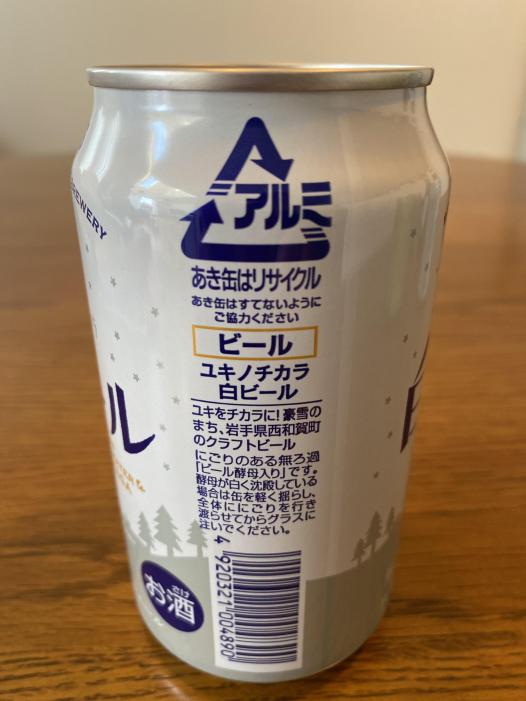 BREWERY
アルミ
あき缶はリサイクル
あき缶はすてないように
ご協力ください
ビール
ユキノチカラ
白ビール
ユキをチカラに！豪雪の
まち、岩手県西和賀町
のクラフトビール
にごりのある無ろ過
「ビール酵母入り」です。
酵母が白く沈殿している
場合は缶を軽く揺らし、
全体ににごりを行き
渡らせてからグラスに
注いでください。
ール
さけ
お酒
4 920321 004890